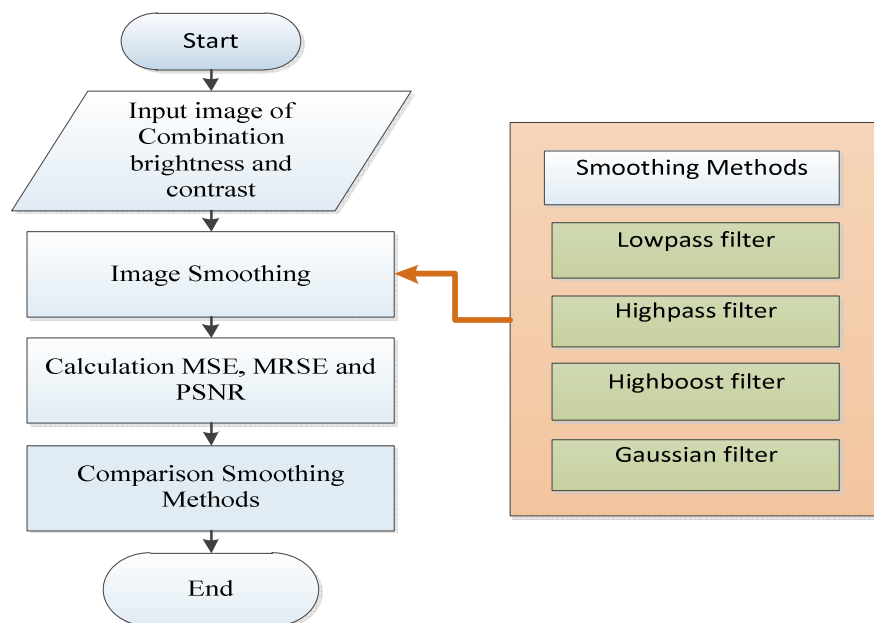 Start
Input image of
Combination
brightness and
contrast
Image Smoothing
Calculation MSE, MRSE and
PSNR
Comparison Smoothing
Methods
End
Smoothing Methods
Lowpass filter
Highpass filter
Highboost filter
Gaussian filter